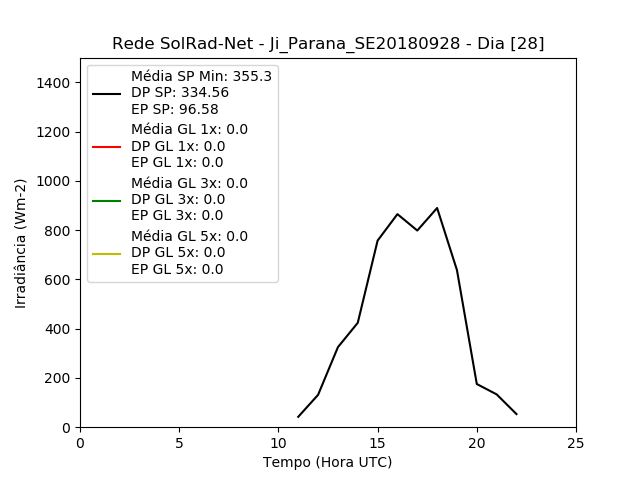 Rede SolRad-Net - Ji_Parana_SE20180928 - Dia [28]
Média SP Min: 355.3
DP SP: 334.56
EP SP: 96.58
Média GL 1x: 0.0
DP GL 1x: 0.0
EP GL 1x: 0.0
Média GL 3x: 0.0
DP GL 3x: 0.0
EP GL 3x: 0.0
Média GL 5x: 0.0
DP GL 5x: 0.0
EP GL 5x: 0.0
Irradiância (Wm-2)
1400
1200
1000
800
600
400
200
0
0 5 10 15 20 25
Tempo (Hora UTC)